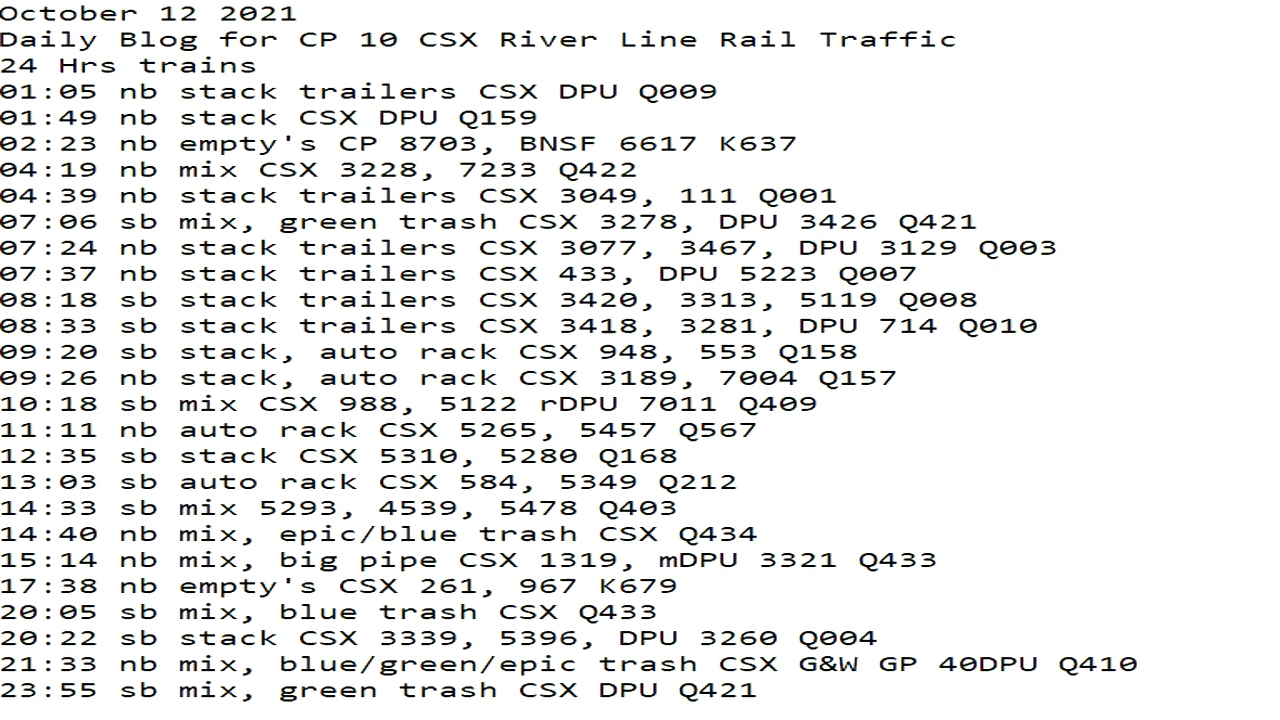 October 12 2021
Daily Blog for CP 10 CSX River Line Rail Traffic
24 Hrs trains
01:05 nb stack trailers CSX DPU Q009
01:49 nb stack CSX DPU Q159
02:23 nb empty's CP 8703, BNSF 6617 K637
04:19 nb mix CSX 3228, 7233 Q422
04:39 nb stack trailers CSX 3049, 111 Q001
07:06 sb mix, green trash CSX 3278, DPU 3426 Q421
07:24 nb stack trailers CSX 3077, 3467, DPU 3129 Q003
07:37 nb stack trailers CSX 433, DPU 5223 Q007
08:18 sb stack trailers CSX 3420, 3313, 5119 Q008
08:33 sb stack trailers CSX 3418, 3281, DPU 714 Q010
09:20 sb stack, auto rack CSX 948, 553 Q158
09:26 nb stack, auto rack CSX 3189, 7004 Q157
10:18 sb mix CSX 988, 5122 rDPU 7011 Q409
11:11 nb auto rack CSX 5265, 5457 Q567
12:35 sb stack CSX 5310, 5280 Q168
13:03 sb auto rack CSX 584, 5349 Q212
14:33 sb mix 5293, 4539, 5478 Q403
14:40 nb mix, epic/blue trash CSX Q434
15:14 nb mix, big pipe CSX 1319, mDPU 3321 Q433
17:38 nb empty's CSX 261, 967 K679
20:05 sb mix, blue trash CSX Q433
20:22 sb stack CSX 3339, 5396, DPU 3260 Q004
21:33 nb mix, blue/green/epic trash CSX G&W GP 40DPU Q410
23:55 sb mix, green trash CSX DPU Q421